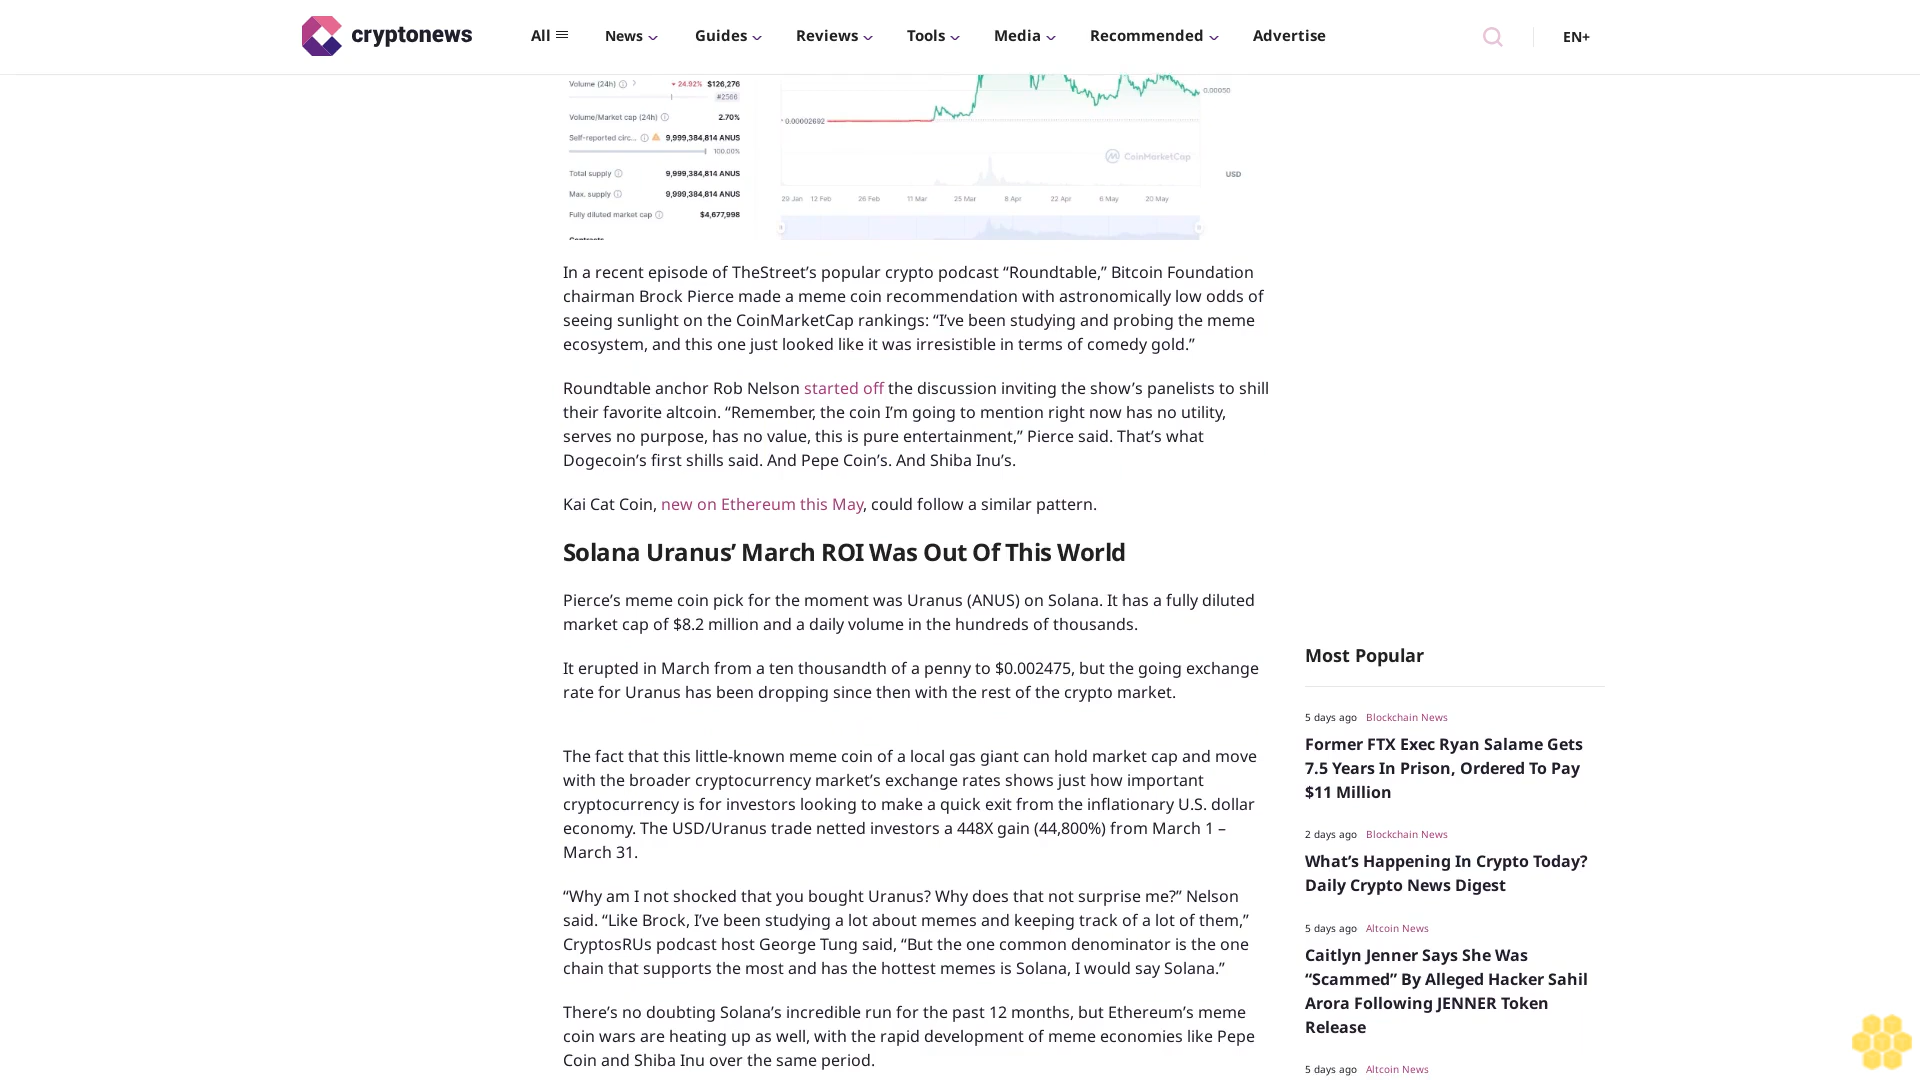 cryptonews
All
News
Guides
Reviews
Tools
Media
Recommended
Advertise
EN+
Volume (24h) 24.92% $126,276
#2566
Volume/Market cap (24h) 2.70%
Self-reported circ... 9,999,384,814 ANUS
100.00%
Total supply 9,999,384,814 ANUS
Max. supply 9,999,384,814 ANUS
Fully diluted market cap $4,677,998
0.00050
0.00002692
CoinMarketCap
USD
29 Jan 12 Feb 26 Feb 11 Mar 25 Mar 8 Apr 22 Apr 6 May 20 May
In a recent episode of TheStreet’s popular crypto podcast “Roundtable,” Bitcoin Foundation
chairman Brock Pierce made a meme coin recommendation with astronomically low odds of
seeing sunlight on the CoinMarketCap rankings: “I’ve been studying and probing the meme
ecosystem, and this one just looked like it was irresistible in terms of comedy gold.”
Roundtable anchor Rob Nelson started off the discussion inviting the show’s panelists to shill
their favorite altcoin. “Remember, the coin I’m going to mention right now has no utility,
serves no purpose, has no value, this is pure entertainment,” Pierce said. That’s what
Dogecoin’s first shills said. And Pepe Coin’s. And Shiba Inu’s.
Kai Cat Coin, new on Ethereum this May, could follow a similar pattern.
Solana Uranus’ March ROI Was Out Of This World
Pierce’s meme coin pick for the moment was Uranus (ANUS) on Solana. It has a fully diluted
market cap of $8.2 million and a daily volume in the hundreds of thousands.
It erupted in March from a ten thousandth of a penny to $0.002475, but the going exchange
rate for Uranus has been dropping since then with the rest of the crypto market.
The fact that this little-known meme coin of a local gas giant can hold market cap and move
with the broader cryptocurrency market’s exchange rates shows just how important
cryptocurrency is for investors looking to make a quick exit from the inflationary U.S. dollar
economy. The USD/Uranus trade netted investors a 448X gain (44,800%) from March 1 –
March 31.
“Why am I not shocked that you bought Uranus? Why does that not surprise me?” Nelson
said. “Like Brock, I’ve been studying a lot about memes and keeping track of a lot of them,”
CryptosRUs podcast host George Tung said, “But the one common denominator is the one
chain that supports the most and has the hottest memes is Solana, I would say Solana.”
There’s no doubting Solana’s incredible run for the past 12 months, but Ethereum’s meme
coin wars are heating up as well, with the rapid development of meme economies like Pepe
Coin and Shiba Inu over the same period.
Most Popular
5 days ago Blockchain News
Former FTX Exec Ryan Salame Gets
7.5 Years In Prison, Ordered To Pay
$11 Million
2 days ago Blockchain News
What’s Happening In Crypto Today?
Daily Crypto News Digest
5 days ago Altcoin News
Caitlyn Jenner Says She Was
“Scammed” By Alleged Hacker Sahil
Arora Following JENNER Token
Release
5 days ago Altcoin News